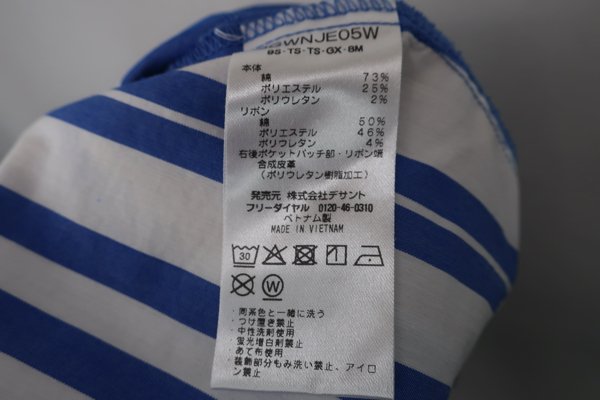 GWNJE05W
9S-TS-TS-GX-8M
本体
綿 73%
ポリエステル 25%
ポリウレタン 2%
リボン
綿 50%
ポリエステル 46%
ポリウレタン 4%
右後ポケットパッチ部・リボン端
合成皮革
(ポリウレタン樹脂加工)
発売元 株式会社デサント
フリーダイヤル 0120-46-0310
ベトナム製
MADE IN VIETNAM
30
W
・同系色と一緒に洗う
・つけ置き禁止
・中性洗剤使用
・蛍光増白剤禁止
・あて布使用
・装飾部分もみ洗い禁止、アイロ
ン禁止